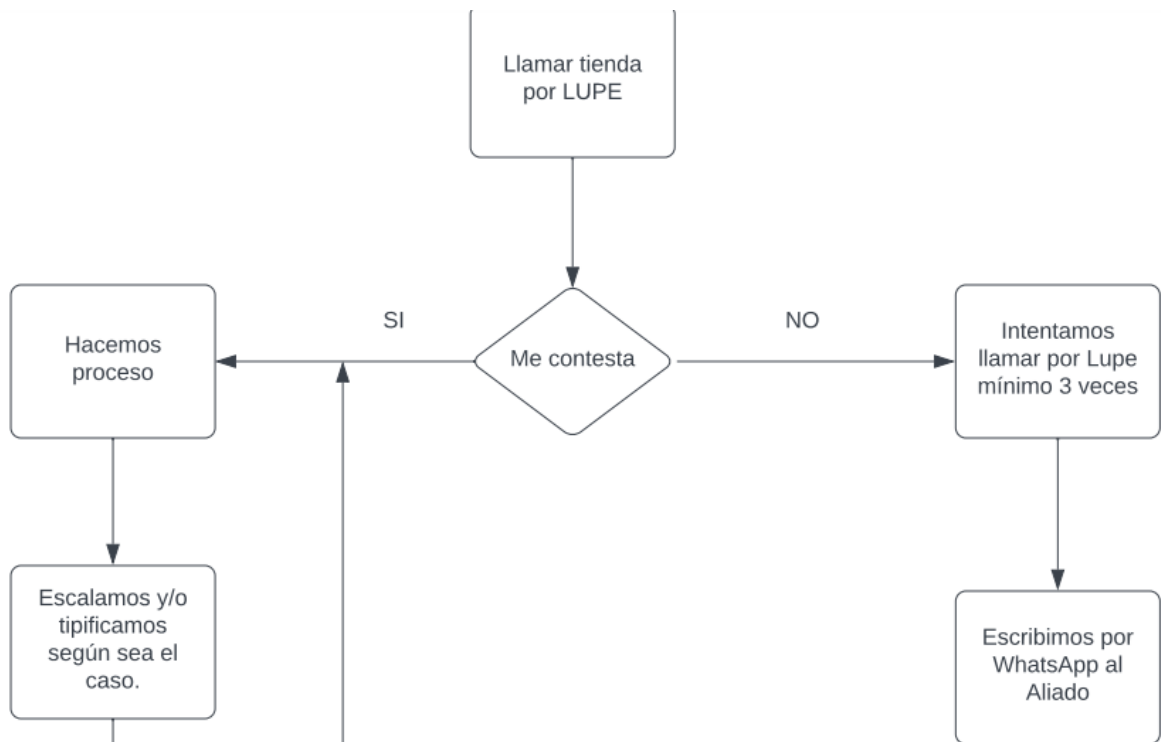 Llamar tienda
por LUPE
SI
NO
Me contesta
Hacemos
proceso
Intentamos
llamar por Lupe
mínimo 3 veces
Escalamos y/o
tipificamos
según sea el
caso.
Escribimos por
WhatsApp al
Aliado